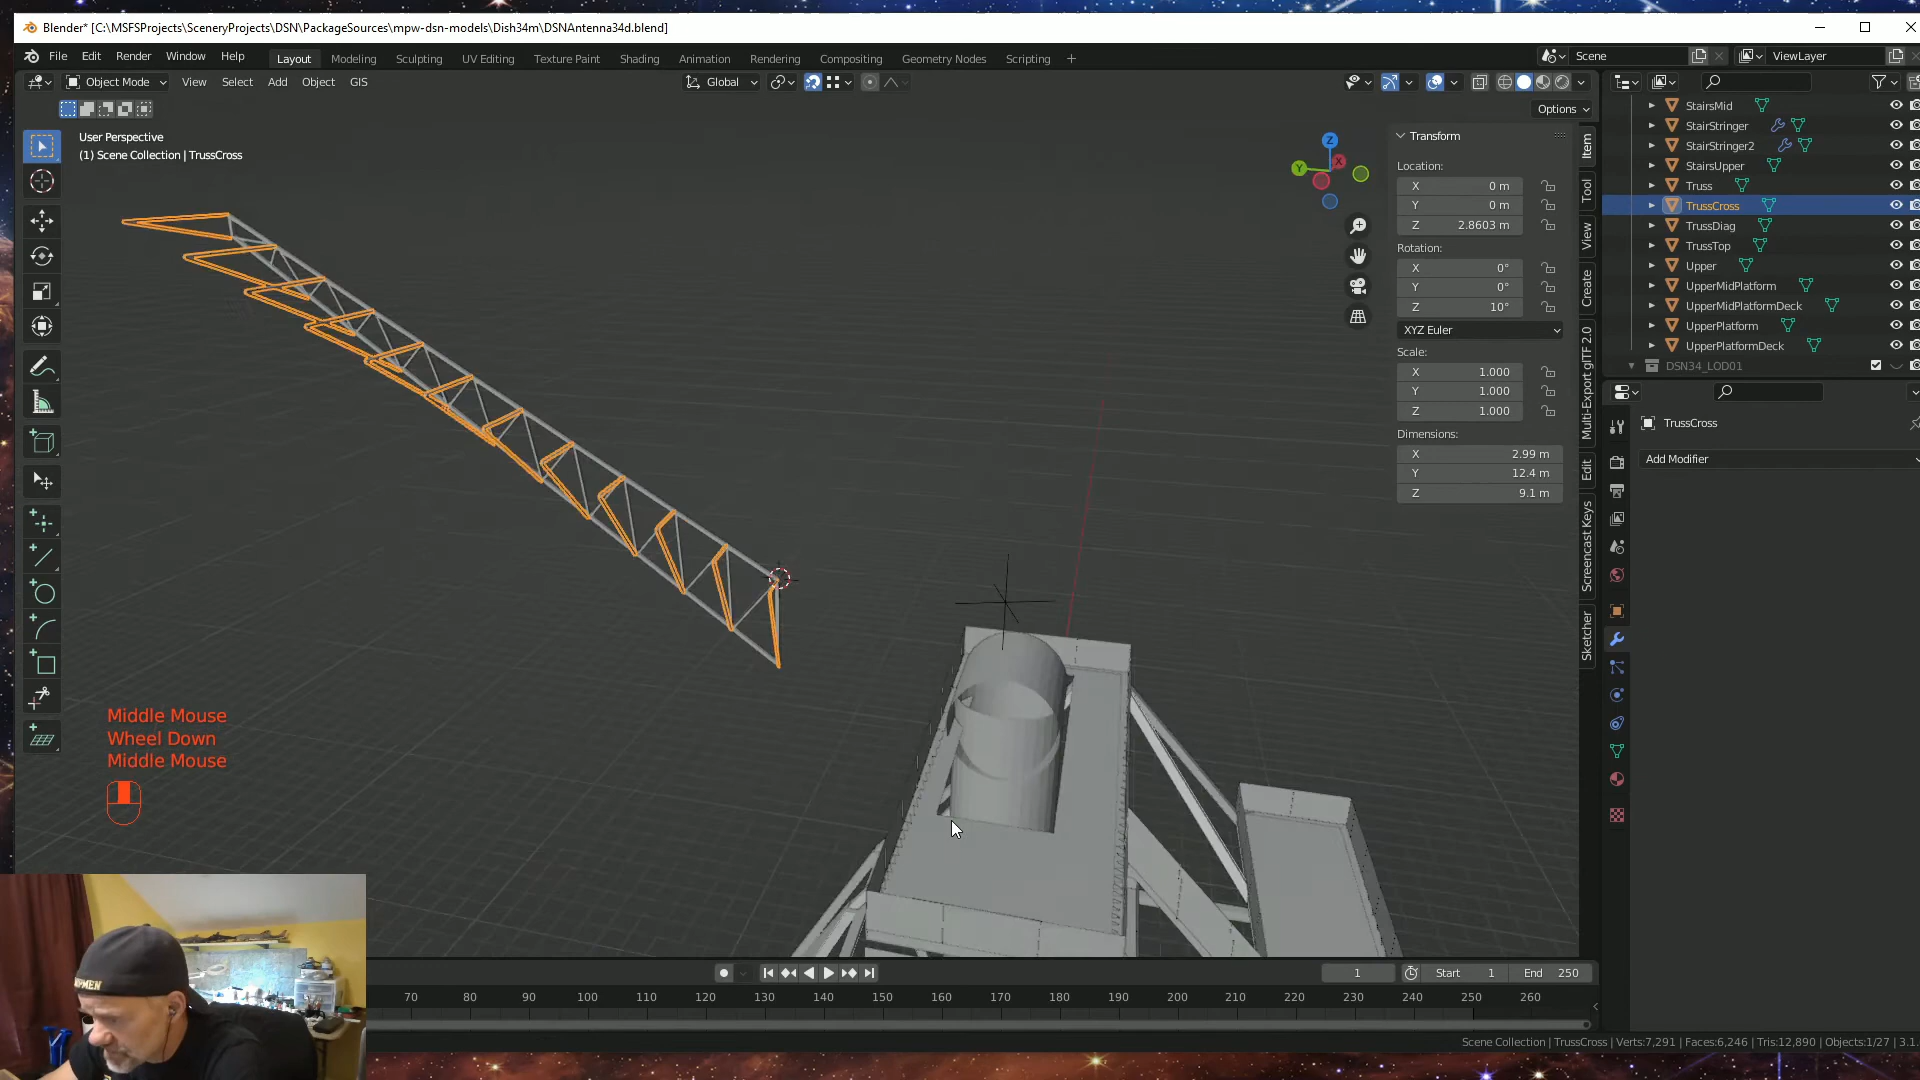 Blender* [C:\MSFSProjects\SceneryProjects\DSN\PackageSources\mpw-dsn-models\Dish34m\DSNAntenna34d.blend]
File Edit Render Window Help Layout Modeling Sculpting UV Editing Texture Paint Shading Animation Rendering Compositing Geometry Nodes Scripting + Scene ViewLayer
Object Mode View Select Add Object GIS Global
Options
User Perspective
(1) Scene Collection | TrussCross
Transform
Location:
X 0 m
Y 0 m
Z 2.8603 m
Rotation:
X 0°
Y 0°
Z 10°
XYZ Euler
Scale:
X 1.000
Y 1.000
Z 1.000
Dimensions:
X 2.99 m
Y 12.4 m
Z 9.1 m
Item
Tool
View
Create
Multi-Export glTF 2.0
Edit
Screencast Keys
Sketcher
X
Y
Z
StairsMid
StairStringer
StairStringer2
StairsUpper
Truss
TrussCross
TrussDiag
TrussTop
Upper
UpperMidPlatform
UpperMidPlatformDeck
UpperPlatform
UpperPlatformDeck
DSN34_LOD01
TrussCross
Add Modifier
Middle Mouse
Wheel Down
Middle Mouse
1 Start 1 End 250
70 80 90 100 110 120 130 140 150 160 170 180 190 200 210 220 230 240 250 260
Scene Collection | TrussCross | Verts:7,291 | Faces:6,246 | Tris:12,890 | Objects:1/27 | 3.1.